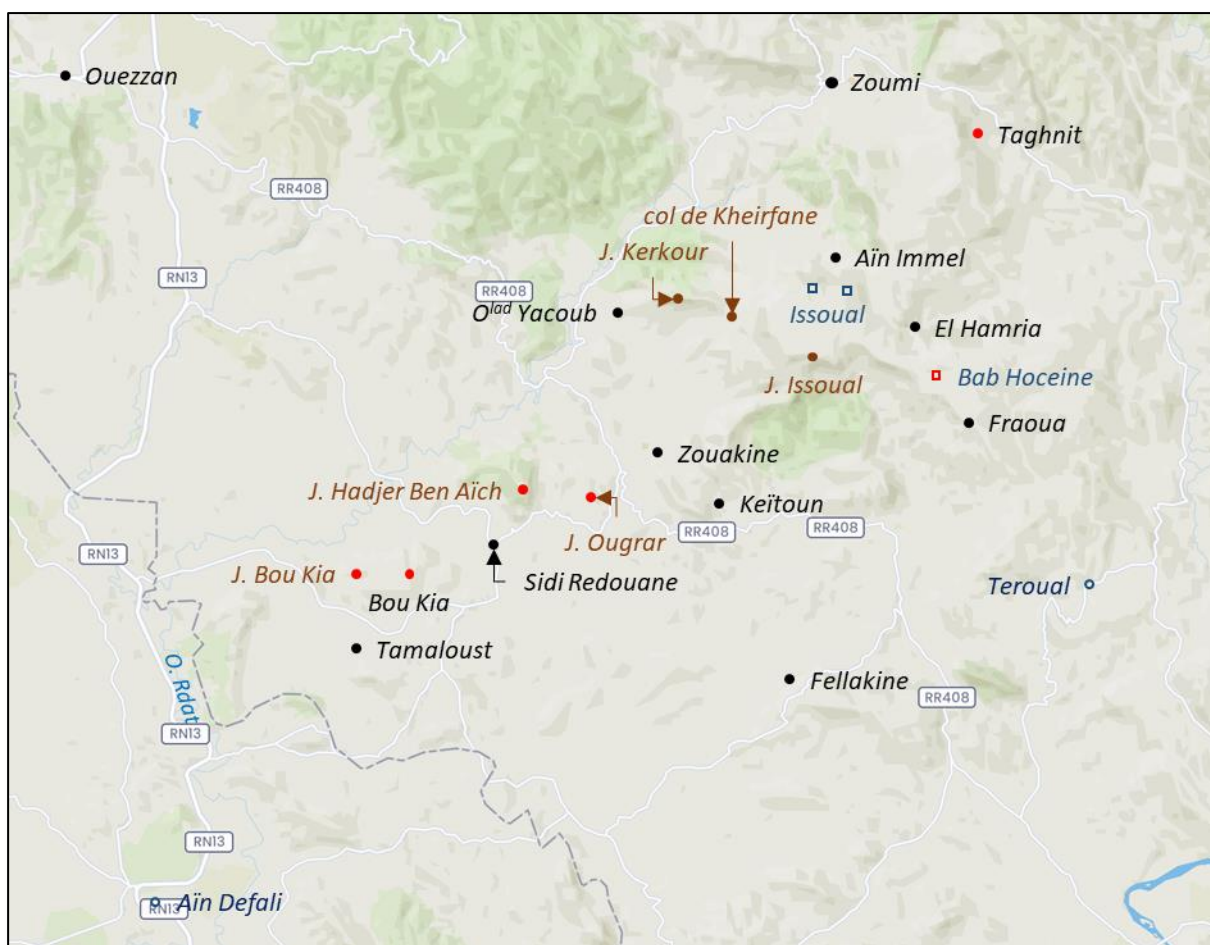 Ouezzan
Zoumi
Taghnit
RR408
col de Kheirfane
J. Kerkour
Aïn Immel
RN13
RR408
Oˡᵃᵈ Yacoub
Issoual
El Hamria
J. Issoual
Bab Hoceine
Fraoua
Zouakine
J. Hadjer Ben Aïch
Keïtoun
RR408
RR408
J. Ougrar
RN13
J. Bou Kia
Sidi Redouane
Teroual
Bou Kia
Tamaloust
O. Rdat
Fellakine
RR408
RN13
RN13
RN13
Aïn Defali